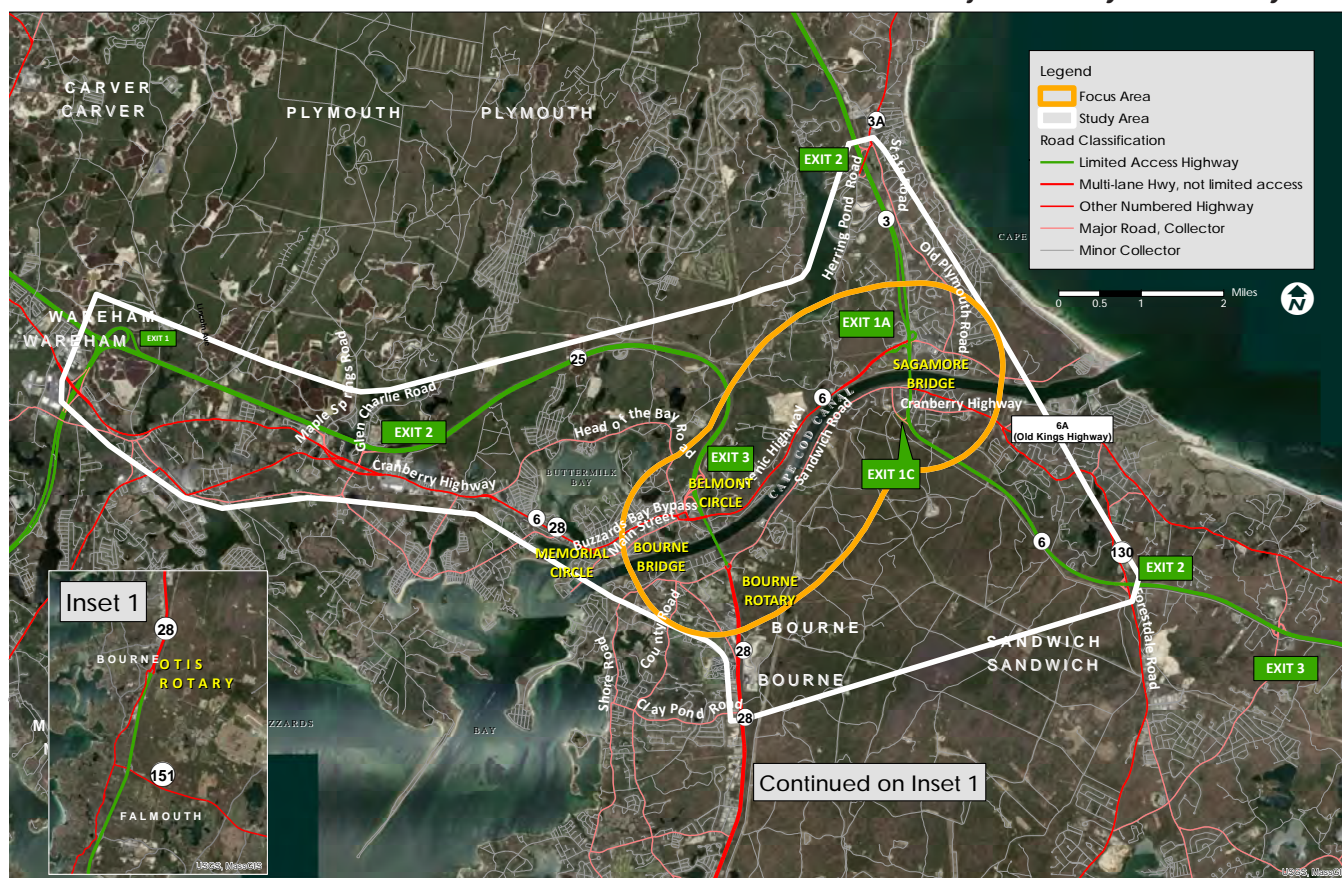 Legend
Focus Area
Study Area
Road Classification
Limited Access Highway
Multi-lane Hwy, not limited access
Other Numbered Highway
Major Road, Collector
Minor Collector
0 0.5 1 2 Miles
N
CARVER
CARVER
PLYMOUTH
PLYMOUTH
3A
EXIT 2
State Road
Herring Pond Road
3
CAPE
Old Plymouth Road
WAREHAM
WAREHAM
EXIT 1
EXIT 1A
Maple Springs Road
Glen Charlie Road
25
SAGAMORE
BRIDGE
6
Cranberry Highway
Scenic Highway
CAPE COD CANAL
Sandwich Road
6A
(Old Kings Highway)
EXIT 2
Head of the Bay Road
Cranberry Highway
EXIT 3
BELMONT
CIRCLE
EXIT 1C
BUTTERMILK
BAY
6
28
Buzzards Bay Bypass
Main Street
MEMORIAL
CIRCLE
BOURNE
BRIDGE
6
130
EXIT 2
BOURNE
ROTARY
Forestdale Road
BOURNE
SANDWICH
SANDWICH
County Road
Shore Road
28
BOURNE
EXIT 3
Clay Pond Road
28
ZZARDS
BAY
Continued on Inset 1
Inset 1
28
BOURNE
OTIS
ROTARY
151
FALMOUTH
USGS, MassGIS
USGS, MassG